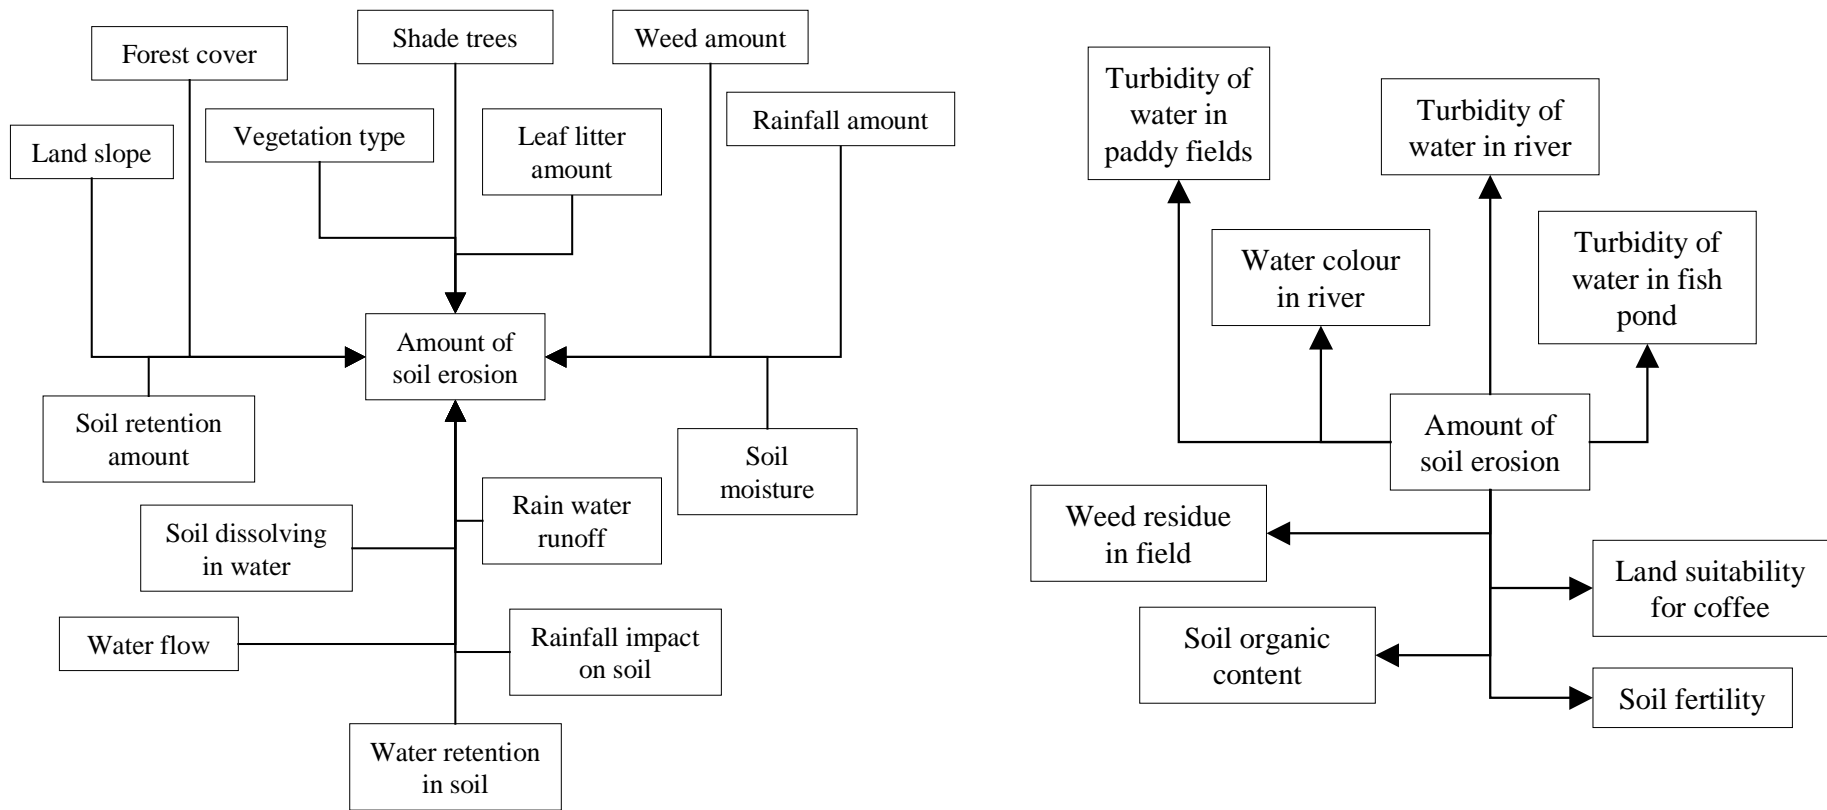 Forest cover
Shade trees
Weed amount
Land slope
Vegetation type
Leaf litter
amount
Rainfall amount
Amount of
soil erosion
Soil retention
amount
Soil
moisture
Soil dissolving
in water
Rain water
runoff
Water flow
Rainfall impact
on soil
Water retention
in soil
Turbidity of
water in
paddy fields
Turbidity of
water in river
Water colour
in river
Turbidity of
water in fish
pond
Amount of
soil erosion
Weed residue
in field
Land suitability
for coffee
Soil organic
content
Soil fertility